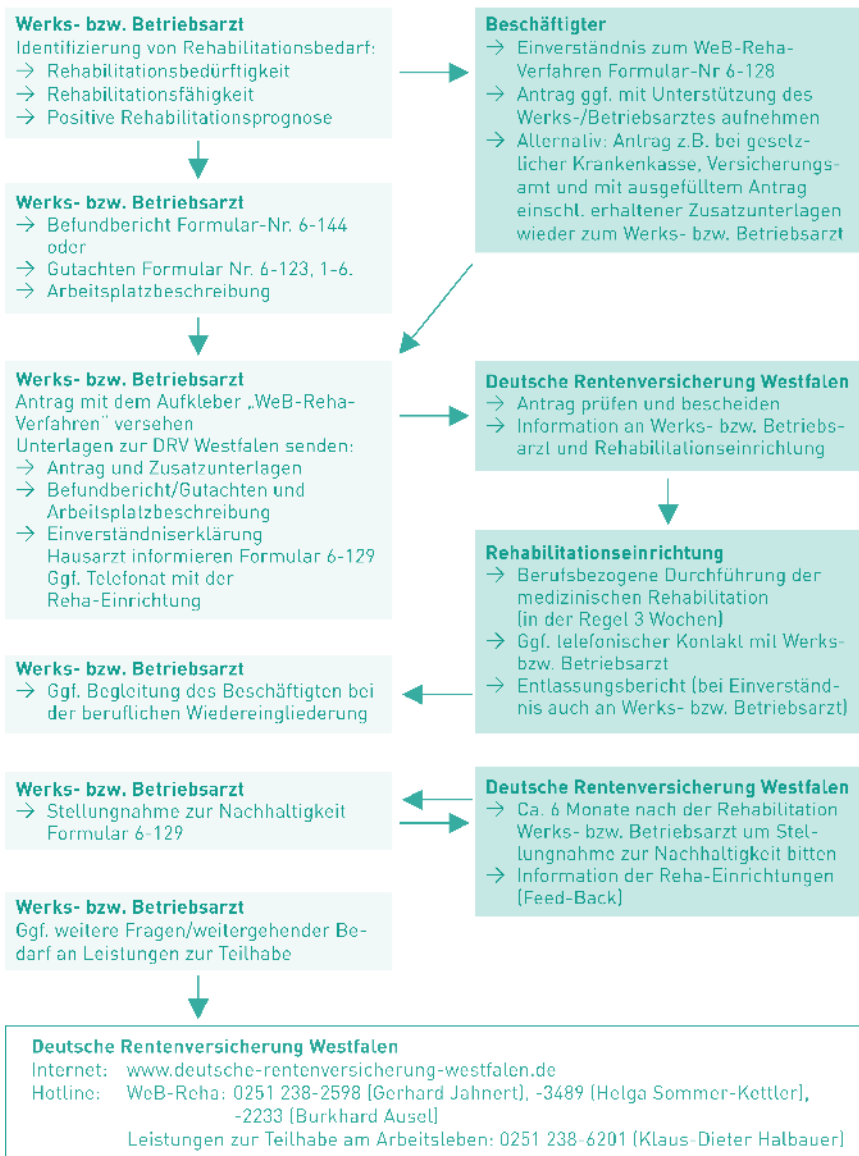 Werks- bzw. Betriebsarzt
Identifizierung von Rehabilitationsbedarf:
→ Rehabilitationsbedürftigkeit
→ Rehabilitationsfähigkeit
→ Positive Rehabilitationsprognose
Beschäftigter
→ Einverständnis zum WeB-Reha-
Verfahren Formular-Nr 6-128
→ Antrag ggf. mit Unterstützung des
Werks-/Betriebsarztes aufnehmen
→ Alternativ: Antrag z.B. bei gesetz-
licher Krankenkasse, Versicherungs-
amt und mit ausgefülltem Antrag
einschl. erhaltener Zusatzunterlagen
wieder zum Werks- bzw. Betriebsarzt
Werks- bzw. Betriebsarzt
→ Befundbericht Formular-Nr. 6-144
oder
→ Gutachten Formular Nr. 6-123, 1-6.
→ Arbeitsplatzbeschreibung
Werks- bzw. Betriebsarzt
Antrag mit dem Aufkleber „WeB-Reha-
Verfahren" versehen
Unterlagen zur DRV Westfalen senden:
→ Antrag und Zusatzunterlagen
→ Befundbericht/Gutachten und
Arbeitsplatzbeschreibung
→ Einverständniserklärung
Hausarzt informieren Formular 6-129
Ggf. Telefonat mit der
Reha-Einrichtung
Deutsche Rentenversicherung Westfalen
→ Antrag prüfen und bescheiden
→ Information an Werks- bzw. Betriebs-
arzt und Rehabilitationseinrichtung
Rehabilitationseinrichtung
→ Berufsbezogene Durchführung der
medizinischen Rehabilitation
(in der Regel 3 Wochen)
→ Ggf. telefonischer Kontakt mit Werks-
bzw. Betriebsarzt
→ Entlassungsbericht (bei Einverständ-
nis auch an Werks- bzw. Betriebsarzt)
Werks- bzw. Betriebsarzt
→ Ggf. Begleitung des Beschäftigten bei
der beruflichen Wiedereingliederung
Werks- bzw. Betriebsarzt
→ Stellungnahme zur Nachhaltigkeit
Formular 6-129
Deutsche Rentenversicherung Westfalen
→ Ca. 6 Monate nach der Rehabilitation
Werks- bzw. Betriebsarzt um Stel-
lungnahme zur Nachhaltigkeit bitten
→ Information der Reha-Einrichtungen
(Feed-Back)
Werks- bzw. Betriebsarzt
Ggf. weitere Fragen/weitergehender Be-
darf an Leistungen zur Teilhabe
Deutsche Rentenversicherung Westfalen
Internet: www.deutsche-rentenversicherung-westfalen.de
Hotline: WeB-Reha: 0251 238-2598 (Gerhard Jahnert), -3489 (Helga Sommer-Kettler),
-2233 (Burkhard Ausel)
Leistungen zur Teilhabe am Arbeitsleben: 0251 238-6201 (Klaus-Dieter Halbauer)